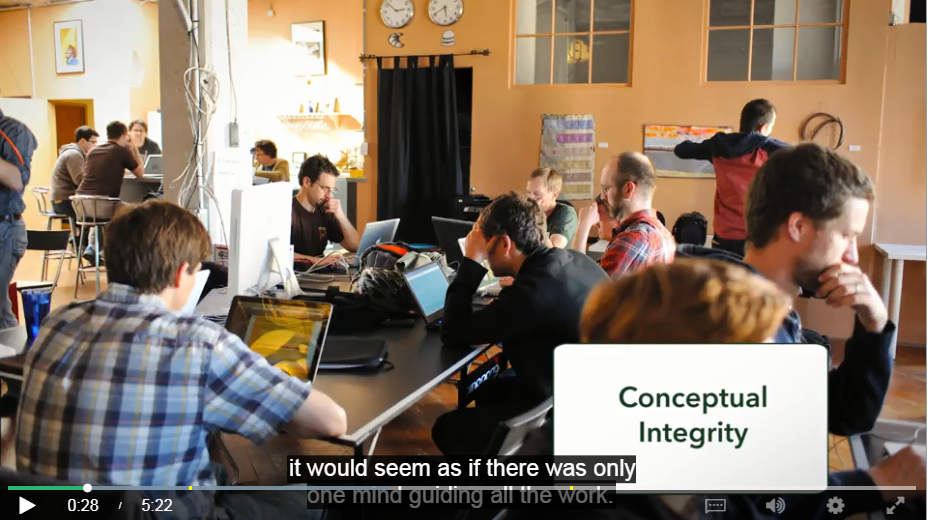 Conceptual
Integrity
it would seem as if there was only
one mind guiding all the work.
0:28 / 5:22